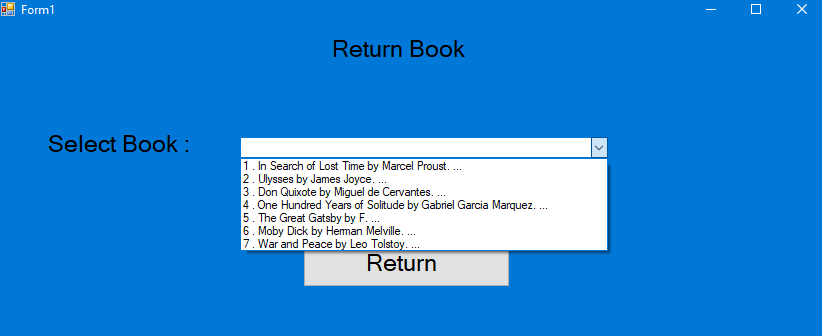 Form1
Return Book
Select Book :
1 . In Search of Lost Time by Marcel Proust. ...
2 . Ulysses by James Joyce. ...
3 . Don Quixote by Miguel de Cervantes. ...
4 . One Hundred Years of Solitude by Gabriel Garcia Marquez. ...
5 . The Great Gatsby by F. ...
6 . Moby Dick by Herman Melville. ...
7 . War and Peace by Leo Tolstoy. ...
Return